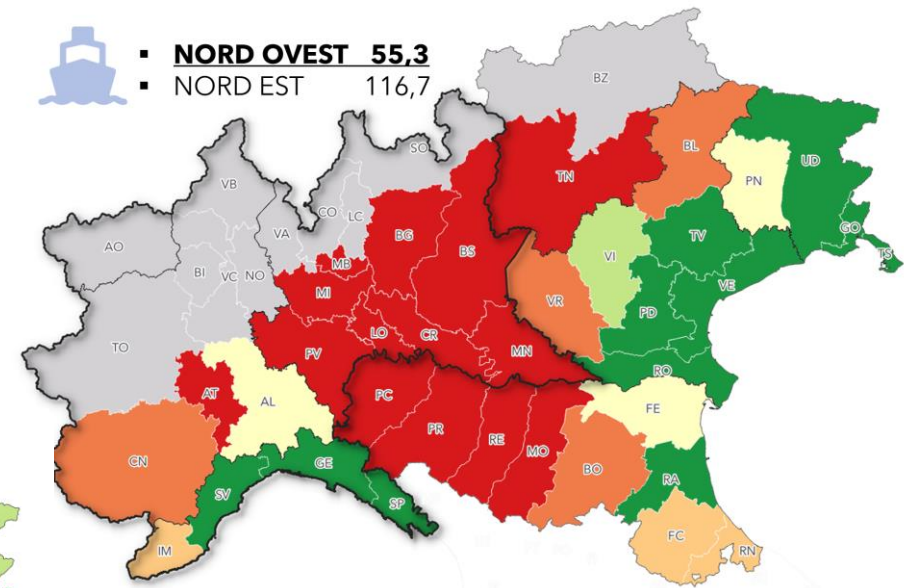 ▪ NORD OVEST 55,3
▪ NORD EST 116,7
BZ
SO
BL
VB
TN
PN
UD
CO
LC
AO
VA
BG
BS
GO
TV
BI
VC
NO
MB
VI
TS
MI
VE
VR
PD
TO
LO
CR
MN
PV
RO
PC
AT
AL
FE
PR
RE
MO
CN
BO
GE
RA
SV
SP
FC
IM
RN